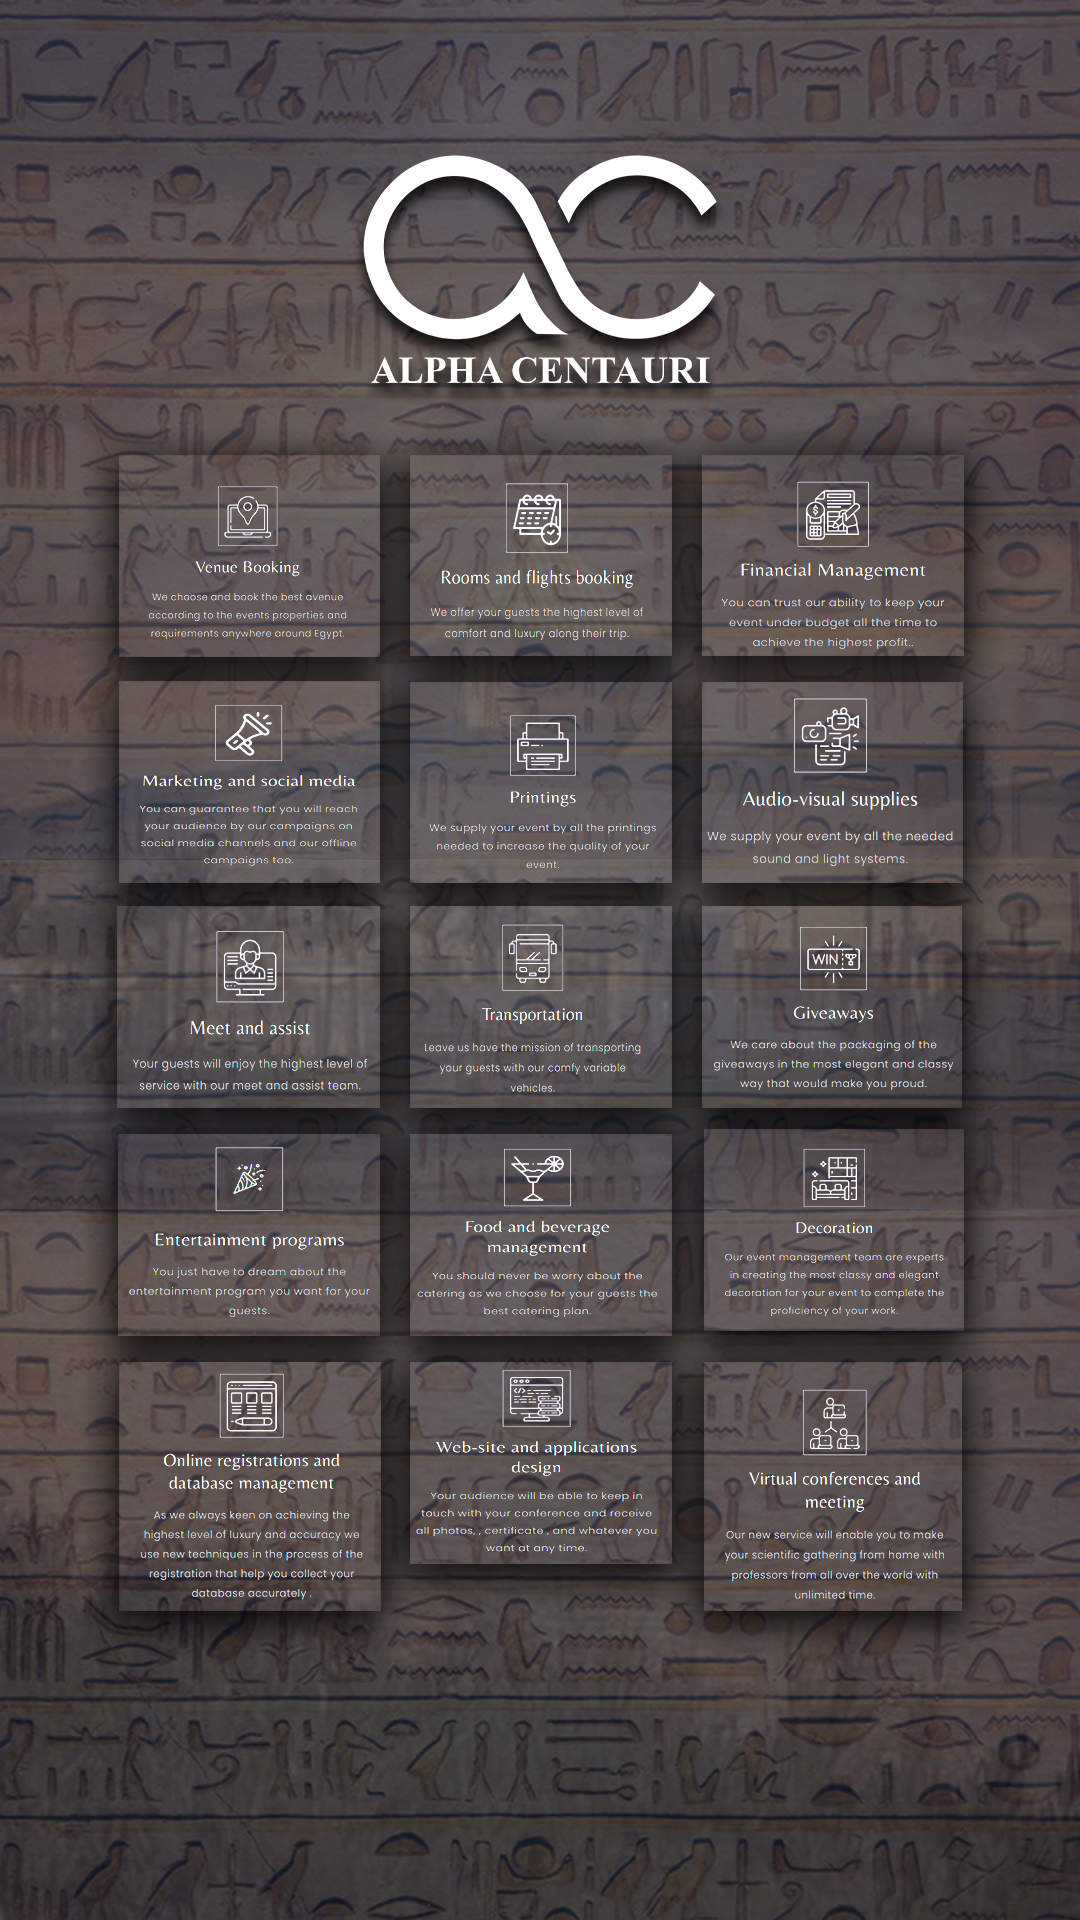 ac
ALPHA CENTAURI
Venue Booking
We choose and book the best avenue
according to the events properties and
requirements anywhere around Egypt.
Rooms and flights booking
We offer your guests the highest level of
comfort and luxury along their trip.
Financial Management
You can trust our ability to keep your
event under budget all the time to
achieve the highest profit..
Marketing and social media
You can guarantee that you will reach
your audience by our campaigns on
social media channels and our offline
campaigns too.
Printings
We supply your event by all the printings
needed to increase the quality of your
event.
Audio-visual supplies
We supply your event by all the needed
sound and light systems.
Meet and assist
Your guests will enjoy the highest level of
service with our meet and assist team.
Transportation
Leave us have the mission of transporting
your guests with our comfy variable
vehicles.
WIN
Giveaways
We care about the packaging of the
giveaways in the most elegant and classy
way that would make you proud.
Entertainment programs
You just have to dream about the
entertainment program you want for your
guests.
Food and beverage
management
You should never be worry about the
catering as we choose for your guests the
best catering plan.
Decoration
Our event management team are experts
in creating the most classy and elegant
decoration for your event to complete the
proficiency of your work.
Online registrations and
database management
As we always keen on achieving the
highest level of luxury and accuracy we
use new techniques in the process of the
registration that help you collect your
database accurately .
Web-site and applications
design
Your audience will be able to keep in
touch with your conference and receive
all photos, , certificate , and whatever you
want at any time.
Virtual conferences and
meeting
Our new service will enable you to make
your scientific gathering from home with
professors from all over the world with
unlimited time.